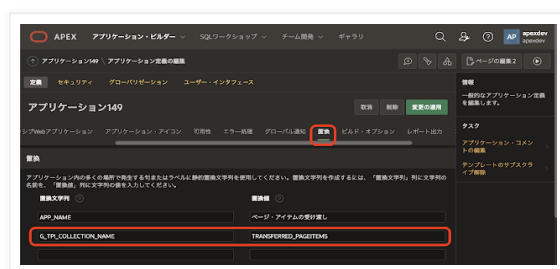 APEX アプリケーション・ビルダー SQLワークショップ チーム開発 ギャラリ AP apexdev apexdev
アプリケーション149 \ アプリケーション定義の編集 ページの編集2
定義 セキュリティ グローバリゼーション ユーザー・インタフェース
アプリケーション149 取消 削除 変更の適用
シブWebアプリケーション アプリケーション・アイコン 可用性 エラー処理 グローバル通知 置換 ビルド・オプション レポート出力
置換
アプリケーション内の多くの場所で発生する句またはラベルに静的置換文字列を使用してください。置換文字列を作成するには、「置換文字列」列に文字列の
名前を、「置換値」列に文字列の値を入力してください。
置換文字列 置換値
APP_NAME ページ・アイテムの受け渡し
G_TPI_COLLECTION_NAME TRANSFERRED_PAGEITEMS
情報
一般的なアプリケーション定義
を編集します。
タスク
アプリケーション・コメン
トの編集
テンプレートのサブスクラ
イブ解除